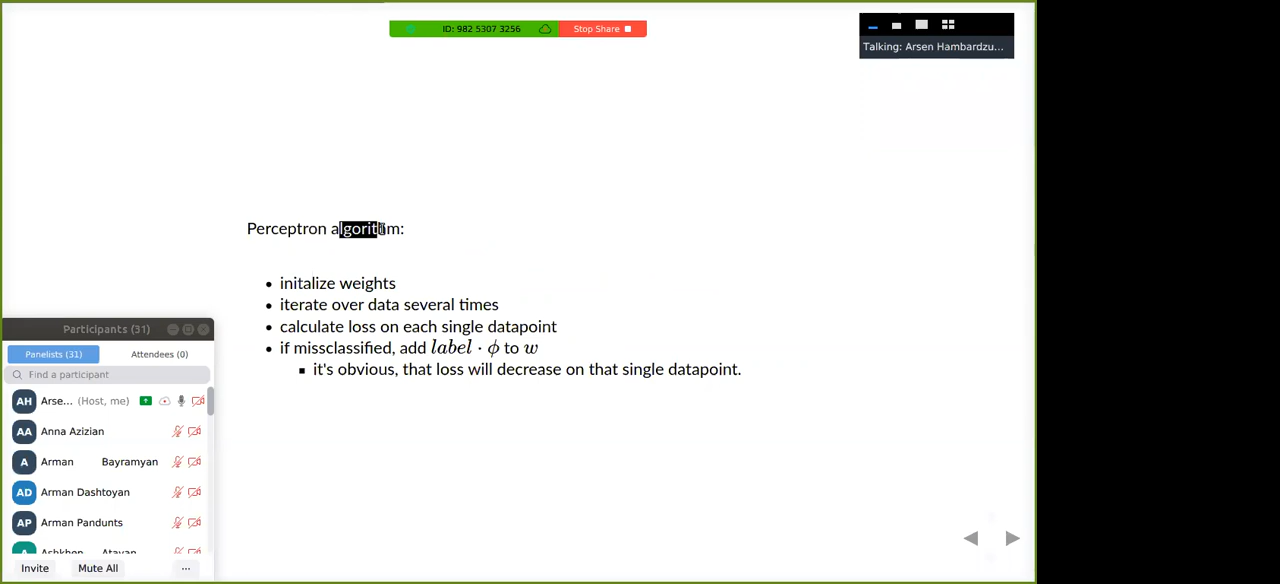 ID: 982 5307 3256
Stop Share
Talking: Arsen Hambardzu...
Perceptron algorithm:
initalize weights
iterate over data several times
calculate loss on each single datapoint
if missclassified, add label · ϕ to w
it's obvious, that loss will decrease on that single datapoint.
Participants (31)
Panelists (31) Attendees (0)
Find a participant
AH Arse... (Host, me)
AA Anna Azizian
A Arman Bayramyan
AD Arman Dashtoyan
AP Arman Pandunts
Ashkhen Atayan
Invite Mute All ...